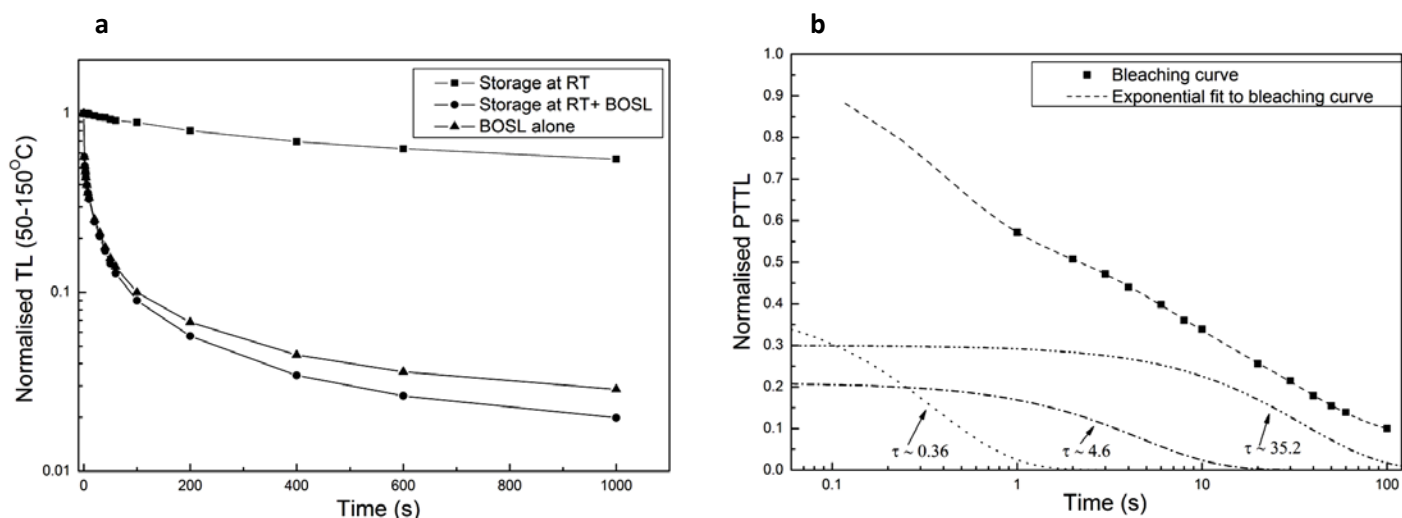 a
Normalised TL (50-150°C)
1
0.1
0.01
Storage at RT
Storage at RT+ BOSL
BOSL alone
0 200 400 600 800 1000
Time (s)
b
Normalised PTTL
1.0
0.9
0.8
0.7
0.6
0.5
0.4
0.3
0.2
0.1
0.0
Bleaching curve
Exponential fit to bleaching curve
τ ~ 0.36
τ ~ 4.6
τ ~ 35.2
0.1 1 10 100
Time (s)